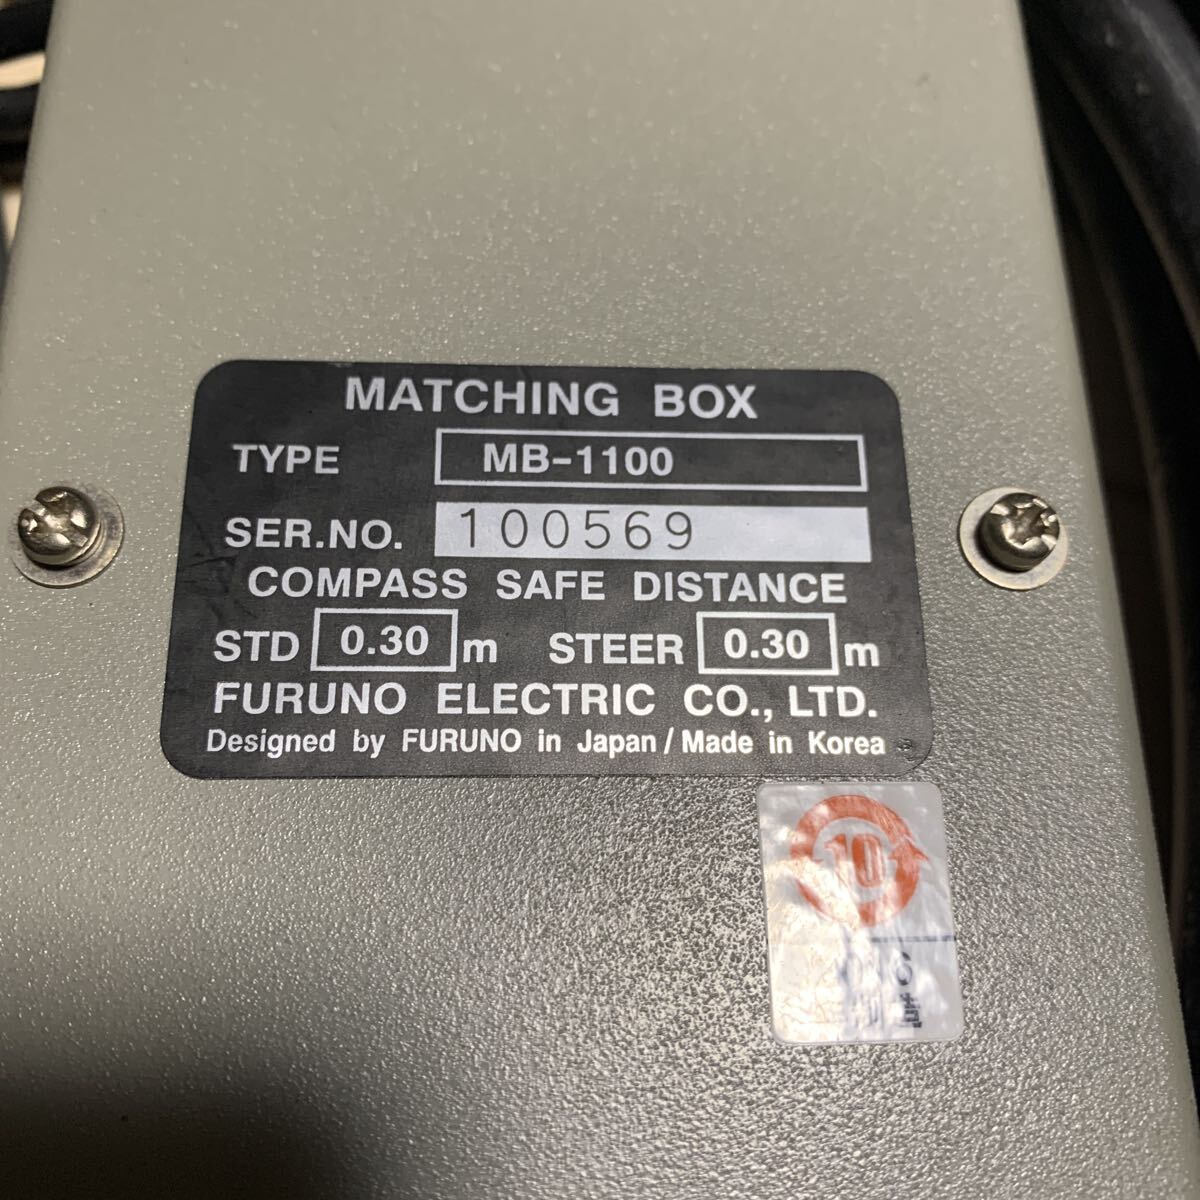 MATCHING BOX
TYPE MB-1100
SER.NO. 100569
COMPASS SAFE DISTANCE
STD 0.30 m STEER 0.30 m
FURUNO ELECTRIC CO., LTD.
Designed by FURUNO in Japan / Made in Korea
10